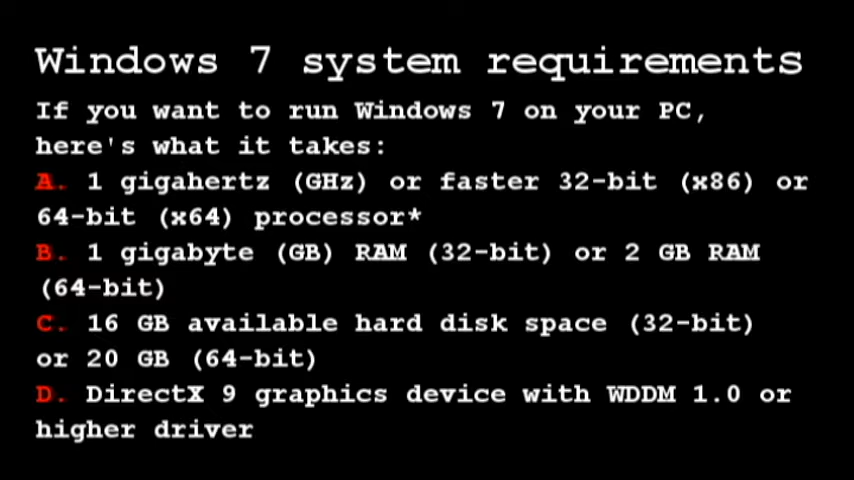 Windows 7 system requirements
If you want to run Windows 7 on your PC,
here's what it takes:
A. 1 gigahertz (GHz) or faster 32-bit (x86) or
64-bit (x64) processor*
B. 1 gigabyte (GB) RAM (32-bit) or 2 GB RAM
(64-bit)
C. 16 GB available hard disk space (32-bit)
or 20 GB (64-bit)
D. DirectX 9 graphics device with WDDM 1.0 or
higher driver